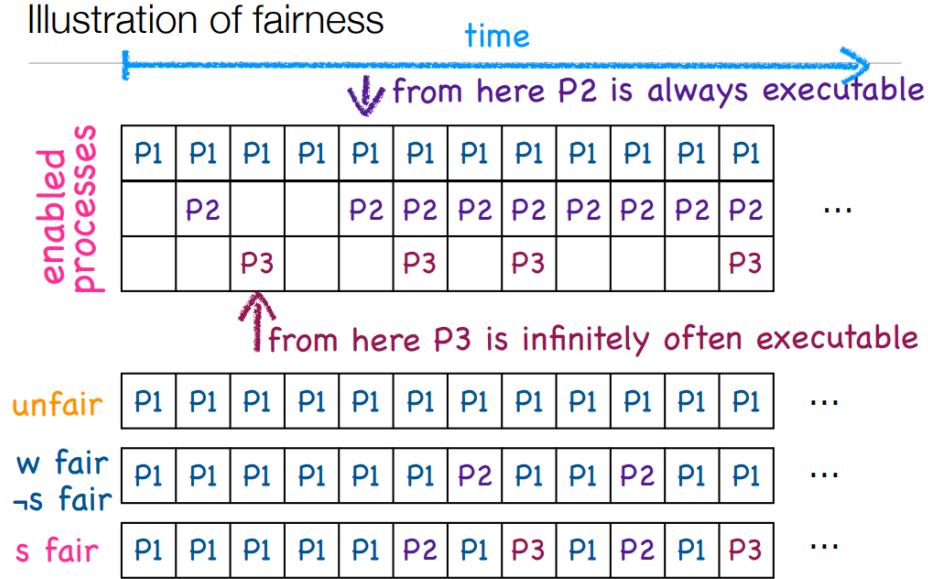 Illustration of fairness
time
from here P2 is always executable
enabled
processes
P1 P1 P1 P1 P1 P1 P1 P1 P1 P1 P1 P1
P2 P2 P2 P2 P2 P2 P2 P2 P2 ...
P3 P3 P3 P3
from here P3 is infinitely often executable
unfair P1 P1 P1 P1 P1 P1 P1 P1 P1 P1 P1 P1 ...
w fair
¬s fair
P1 P1 P1 P1 P1 P1 P2 P1 P1 P2 P1 P1 ...
s fair P1 P1 P1 P1 P1 P2 P1 P3 P1 P2 P1 P3 ...